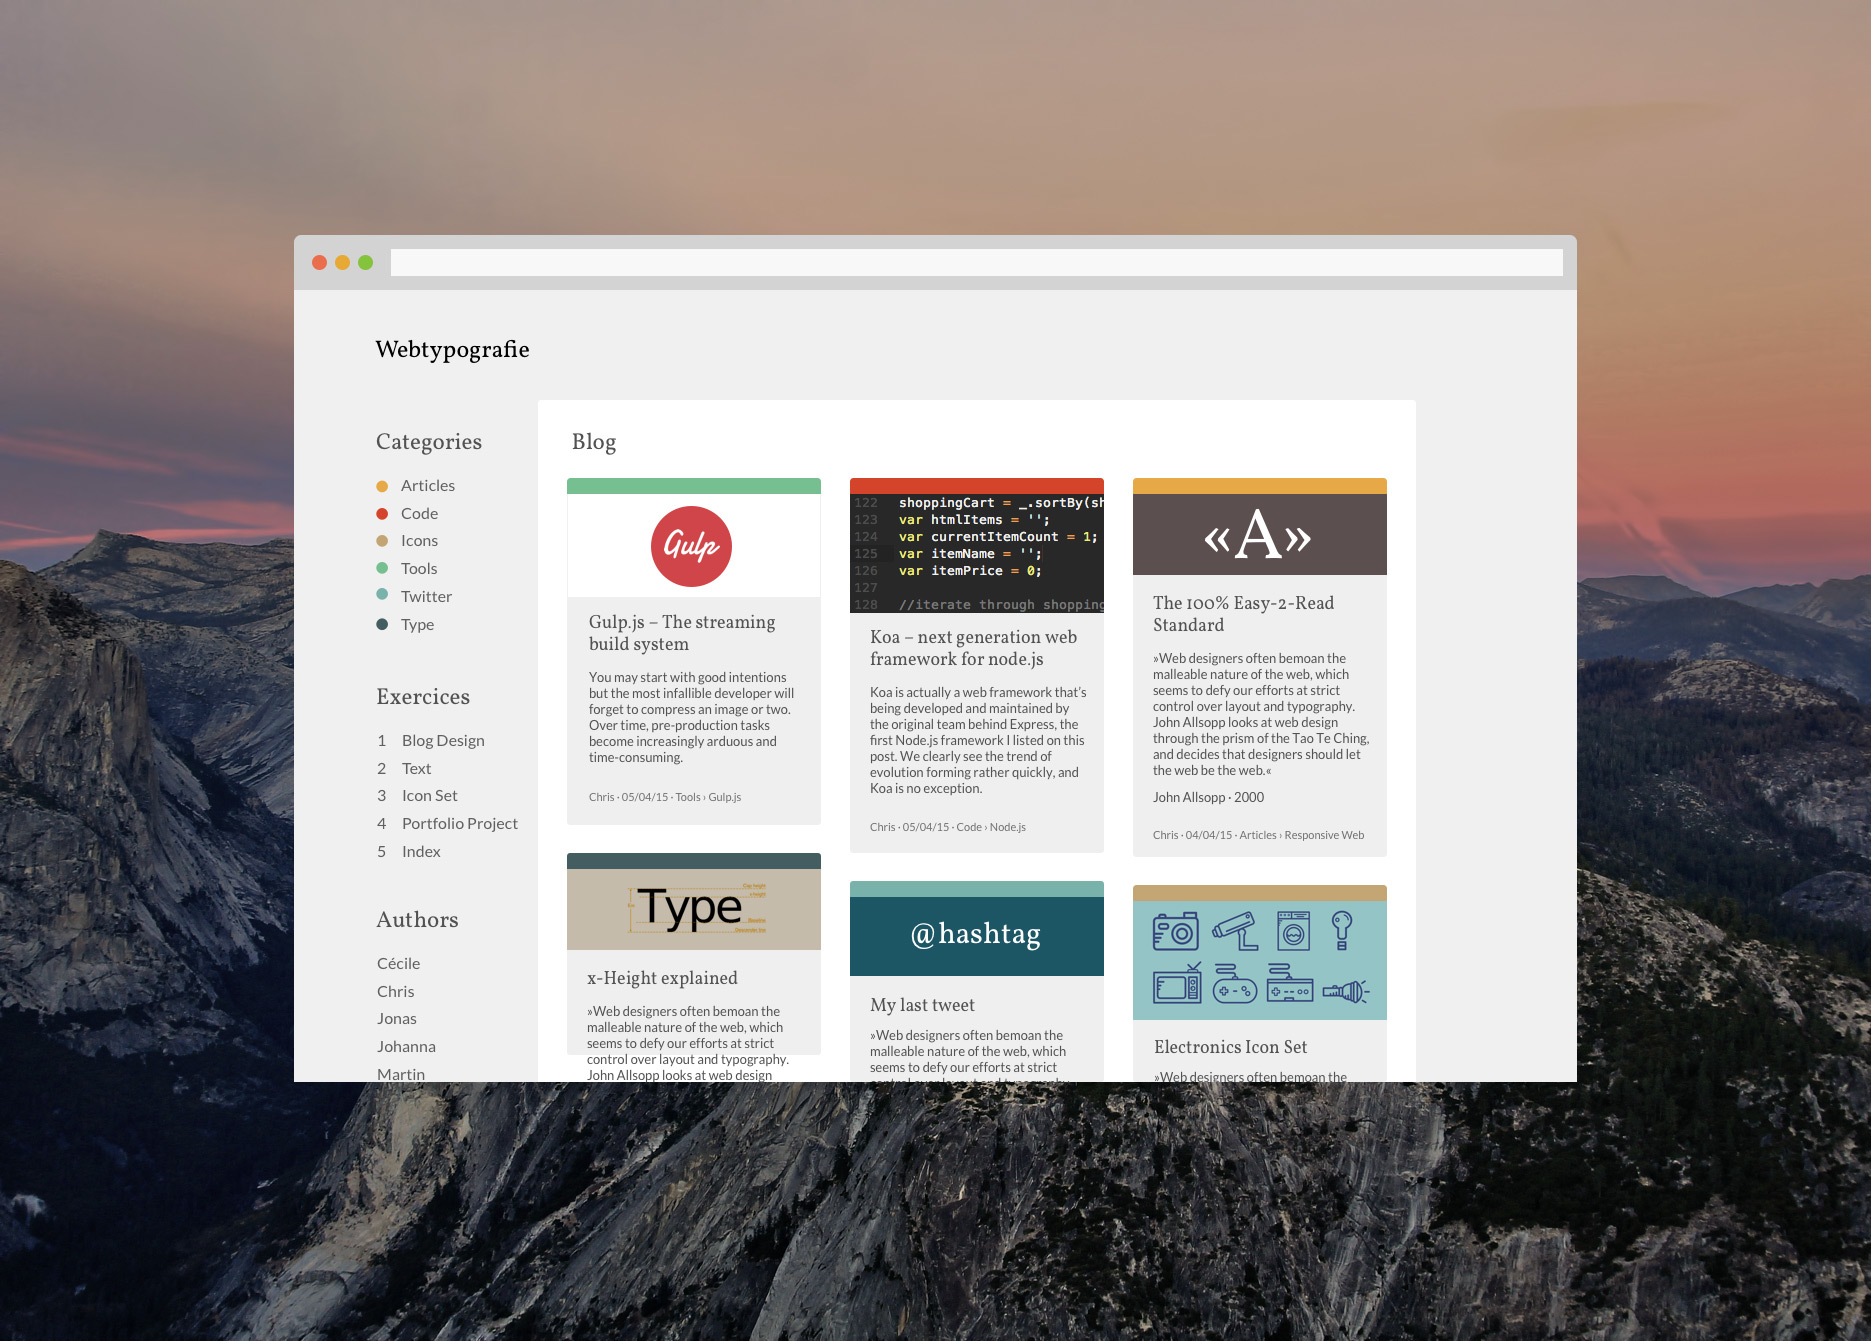 Webtypografie
Categories
Articles
Code
Icons
Tools
Twitter
Type
Exercices
1 Blog Design
2 Text
3 Icon Set
4 Portfolio Project
5 Index
Authors
Cécile
Chris
Jonas
Johanna
Martin
Blog
Gulp
Gulp.js – The streaming
build system
You may start with good intentions
but the most infallible developer will
forget to compress an image or two.
Over time, pre-production tasks
become increasingly arduous and
time-consuming.
Chris · 05/04/15 · Tools › Gulp.js
122 shoppingCart = _.sortBy(sh
123 var htmlItems = '';
124 var currentItemCount = 1;
125 var itemName = '';
126 var itemPrice = 0;
127
128 //iterate through shopping
Koa – next generation web
framework for node.js
Koa is actually a web framework that's
being developed and maintained by
the original team behind Express, the
first Node.js framework I listed on this
post. We clearly see the trend of
evolution forming rather quickly, and
Koa is no exception.
Chris · 05/04/15 · Code › Node.js
«A»
The 100% Easy-2-Read
Standard
»Web designers often bemoan the
malleable nature of the web, which
seems to defy our efforts at strict
control over layout and typography.
John Allsopp looks at web design
through the prism of the Tao Te Ching,
and decides that designers should let
the web be the web.«
John Allsopp · 2000
Chris · 04/04/15 · Articles › Responsive Web
Type
Cap height
x-height
Baseline
Descender line
x-Height explained
»Web designers often bemoan the
malleable nature of the web, which
seems to defy our efforts at strict
control over layout and typography.
John Allsopp looks at web design
@hashtag
My last tweet
»Web designers often bemoan the
malleable nature of the web, which
seems to defy our efforts at strict
control over layout and typography.
Electronics Icon Set
»Web designers often bemoan the